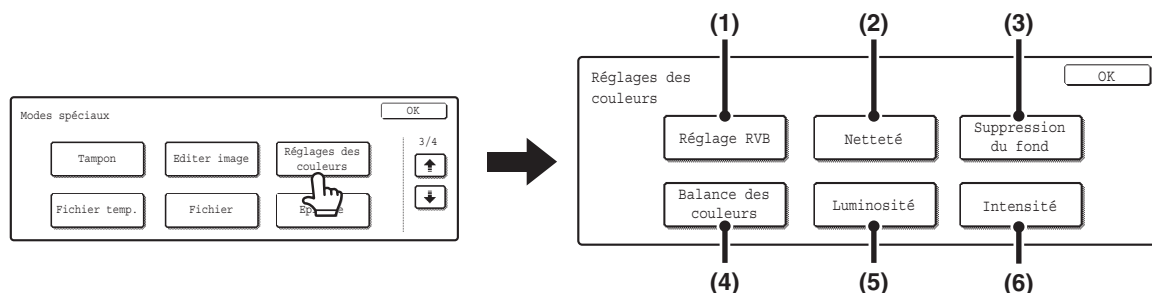 Modes spéciaux
OK
Tampon
Editer image
Réglages des
couleurs
3/4
Fichier temp.
Fichier
(1)
(2)
(3)
Réglages des
couleurs
OK
Réglage RVB
Netteté
Suppression
du fond
Balance des
couleurs
Luminosité
Intensité
(4)
(5)
(6)